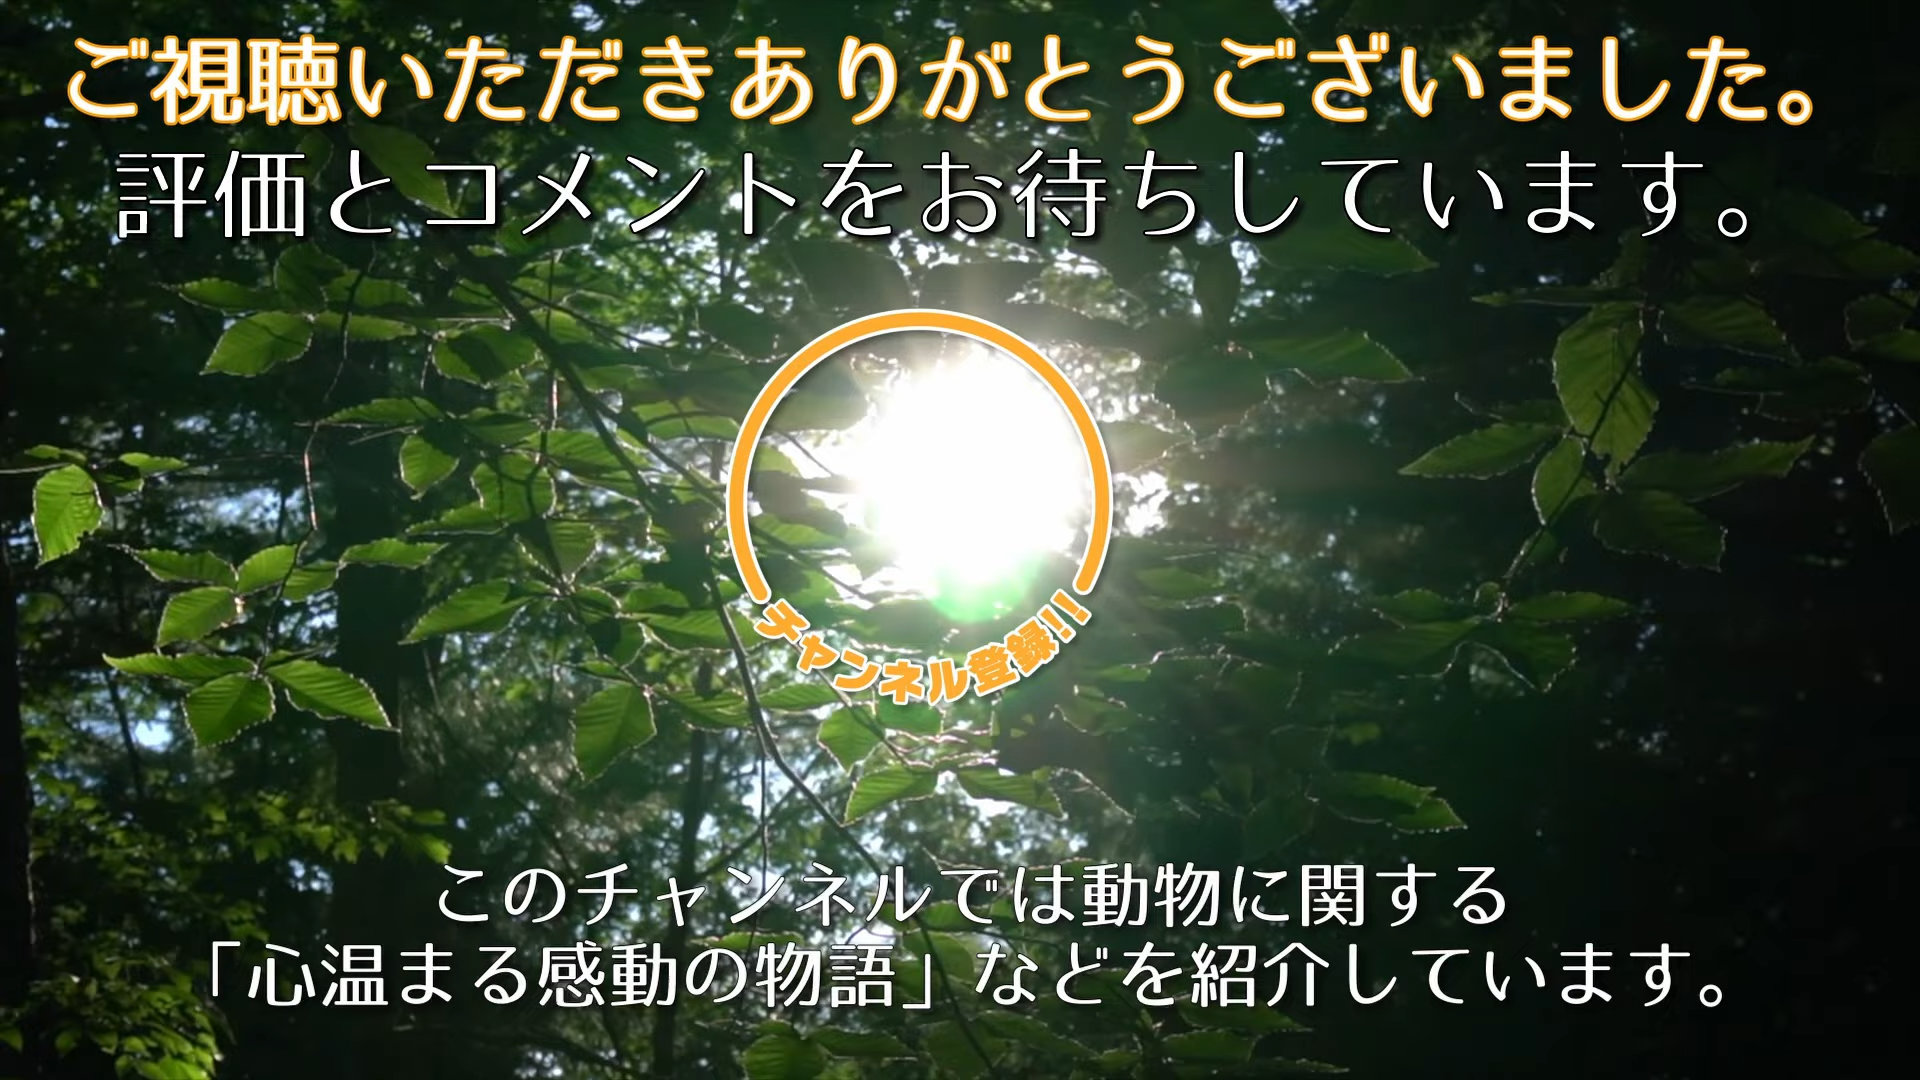 ご視聴いただきありがとうございました。
評価とコメントをお待ちしています。
チャンネル登録!!
このチャンネルでは動物に関する
「心温まる感動の物語」などを紹介しています。